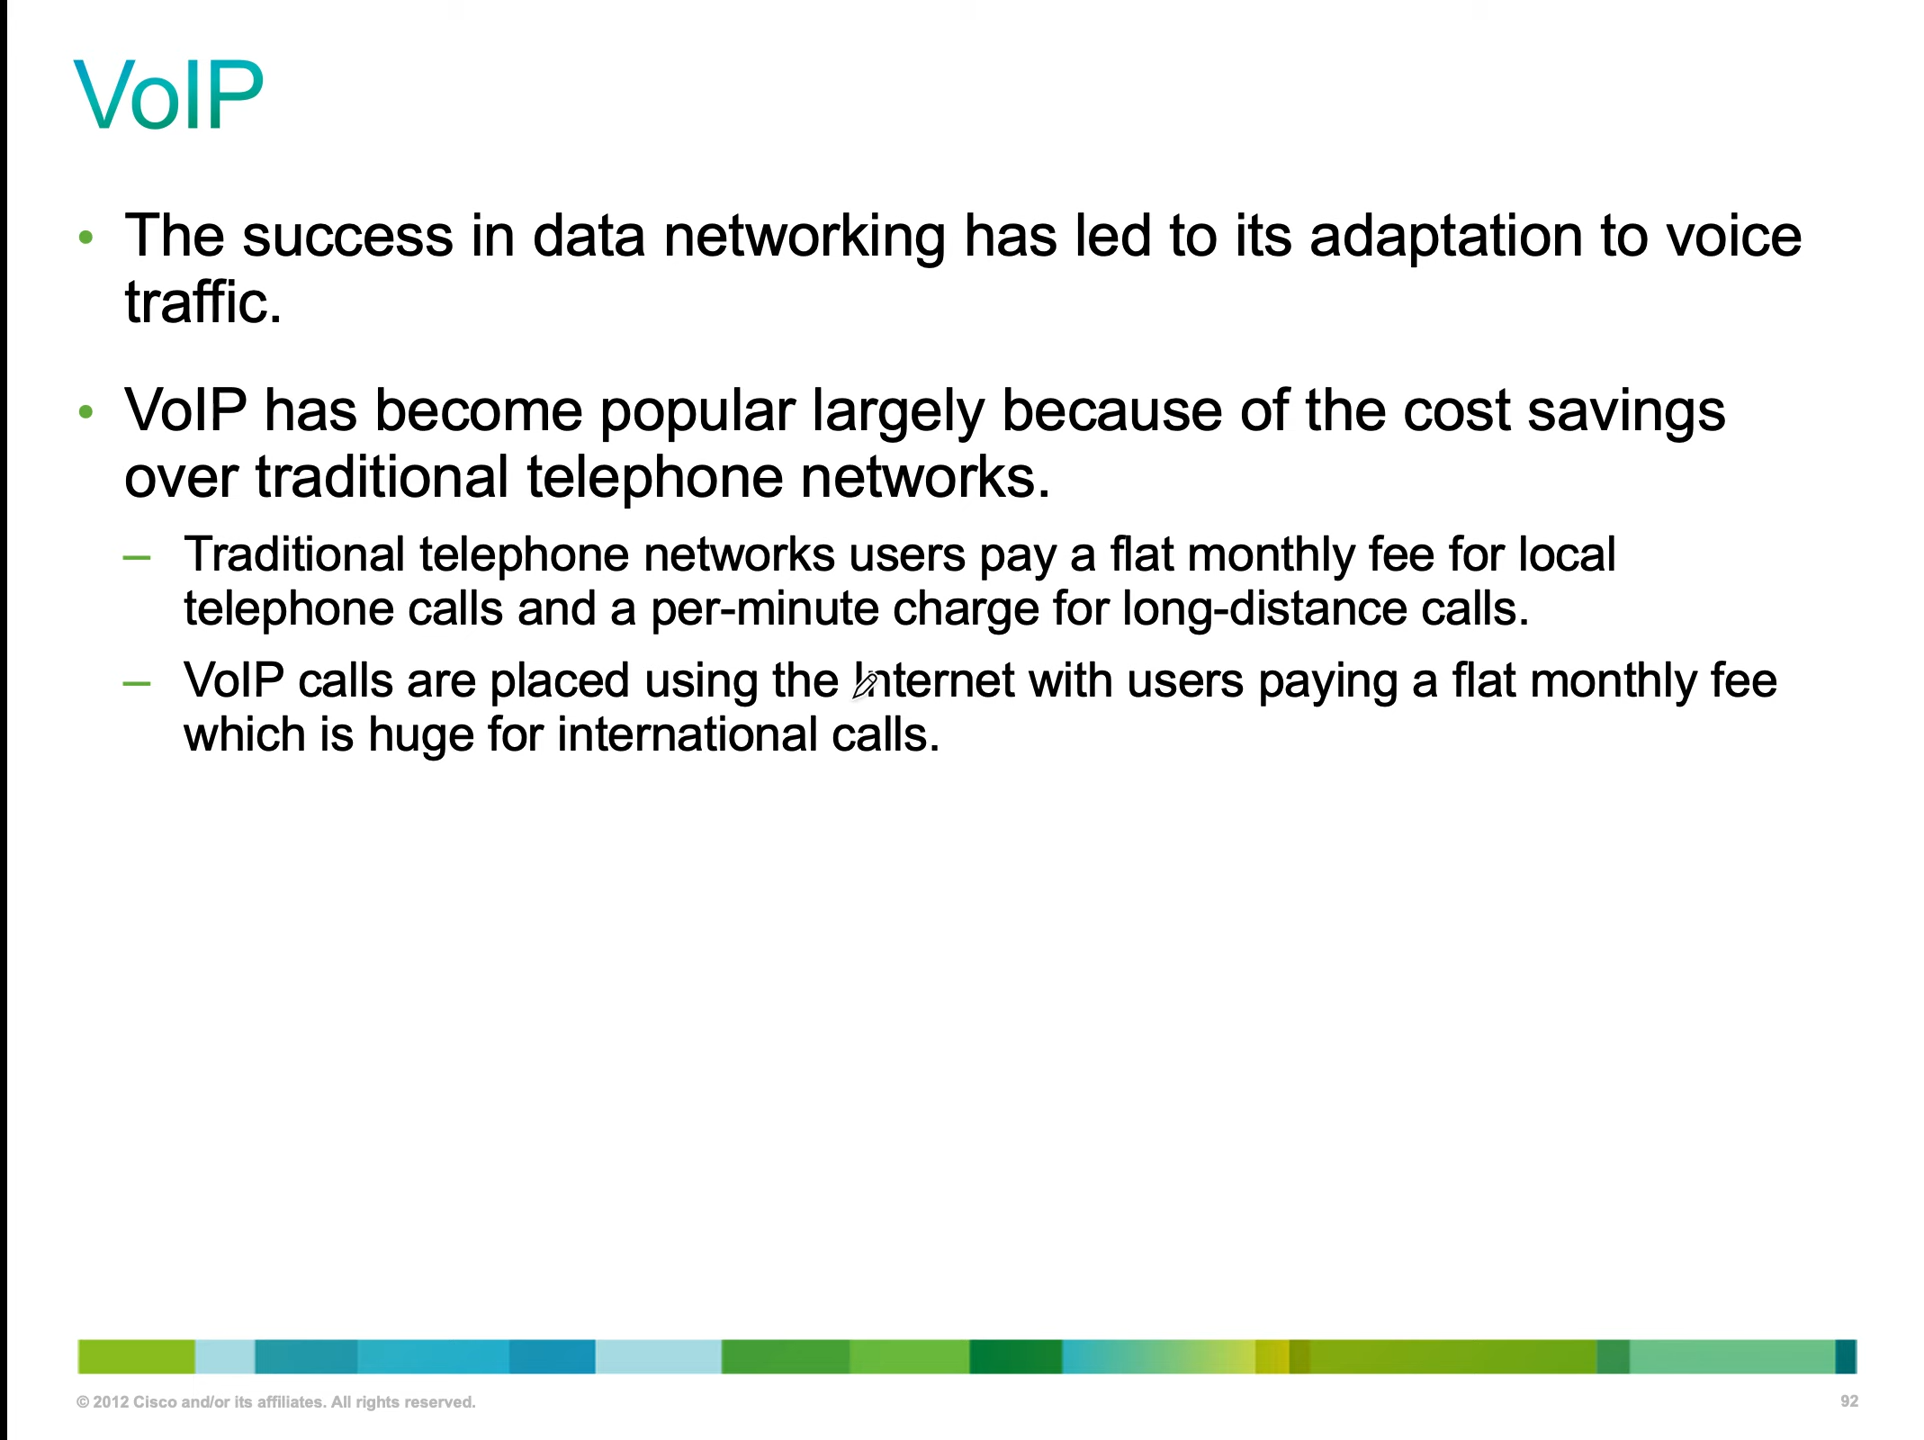 VoIP
• The success in data networking has led to its adaptation to voice
traffic.
• VoIP has become popular largely because of the cost savings
over traditional telephone networks.
– Traditional telephone networks users pay a flat monthly fee for local
telephone calls and a per-minute charge for long-distance calls.
– VoIP calls are placed using the Internet with users paying a flat monthly fee
which is huge for international calls.
© 2012 Cisco and/or its affiliates. All rights reserved.
92